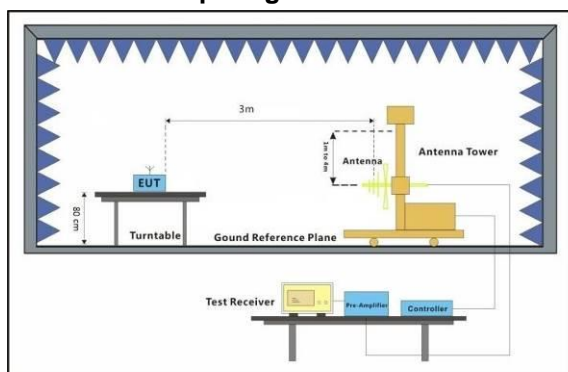 3m
1m to 4m
Antenna
Antenna Tower
EUT
80 cm
Turntable
Gound Reference Plane
Test Receiver
Pre-Amplifier
Controller